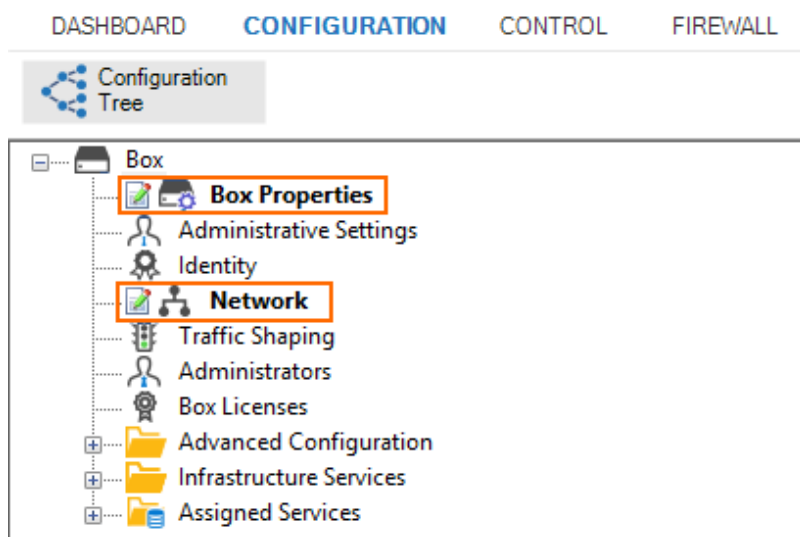 DASHBOARD CONFIGURATION CONTROL FIREWALL
Configuration
Tree
Box
Box Properties
Administrative Settings
Identity
Network
Traffic Shaping
Administrators
Box Licenses
Advanced Configuration
Infrastructure Services
Assigned Services